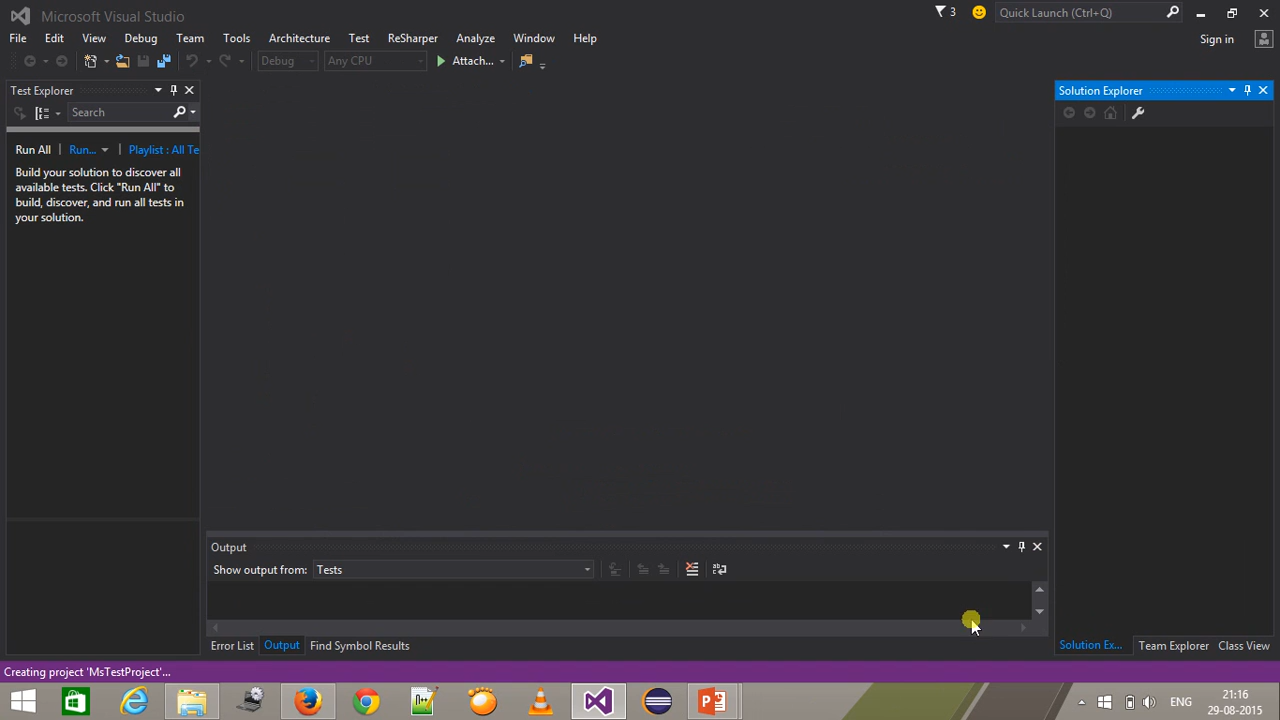 Microsoft Visual Studio
3
Quick Launch (Ctrl+Q)
File Edit View Debug Team Tools Architecture Test ReSharper Analyze Window Help
Sign in
Debug Any CPU Attach...
Test Explorer
Search
Run All | Run... | Playlist : All Te
Build your solution to discover all
available tests. Click "Run All" to
build, discover, and run all tests in
your solution.
Solution Explorer
Output
Show output from: Tests
Error List Output Find Symbol Results
Solution Ex... Team Explorer Class View
Creating project 'MsTestProject'...
ENG
21:16
29-08-2015